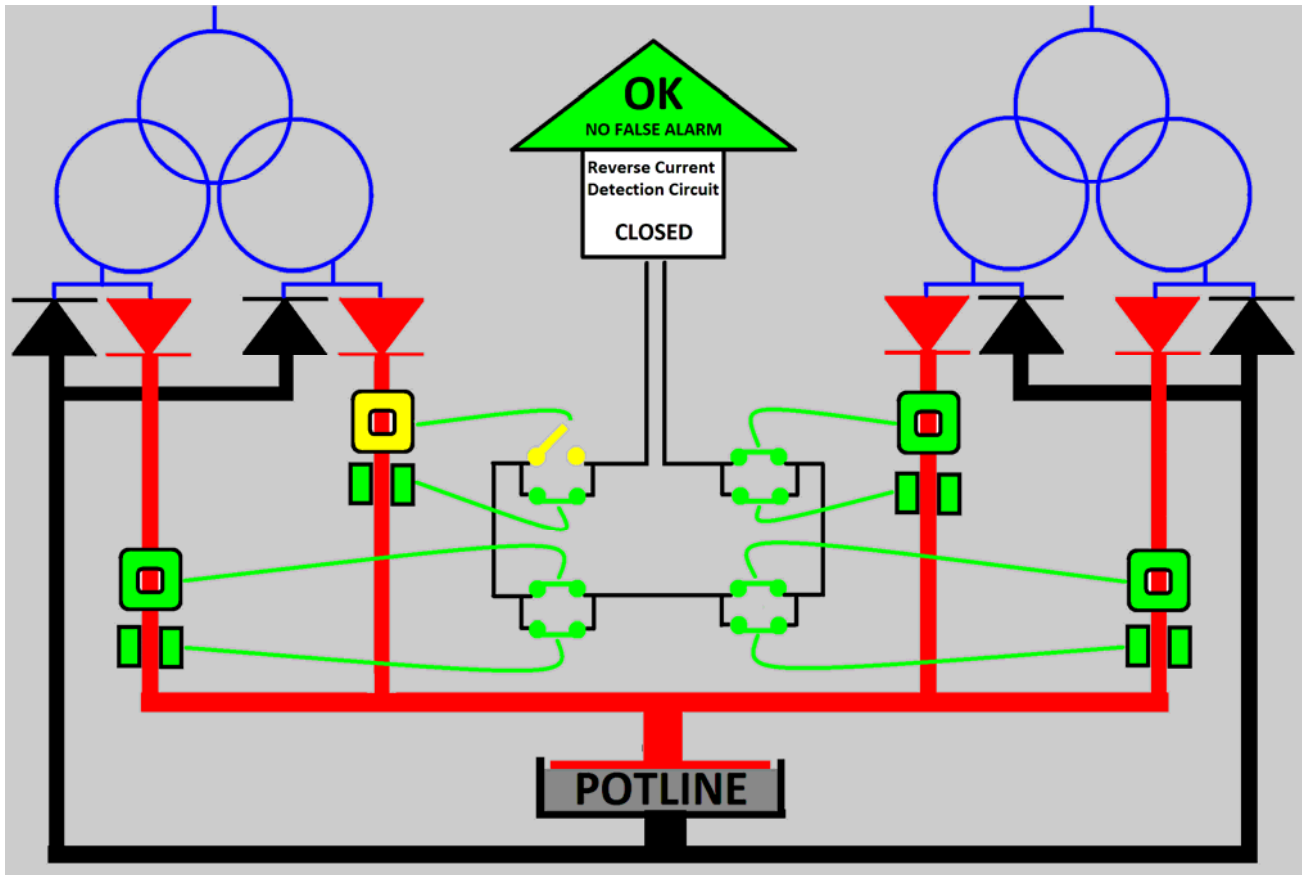 OK
NO FALSE ALARM
Reverse Current
Detection Circuit
CLOSED
POTLINE